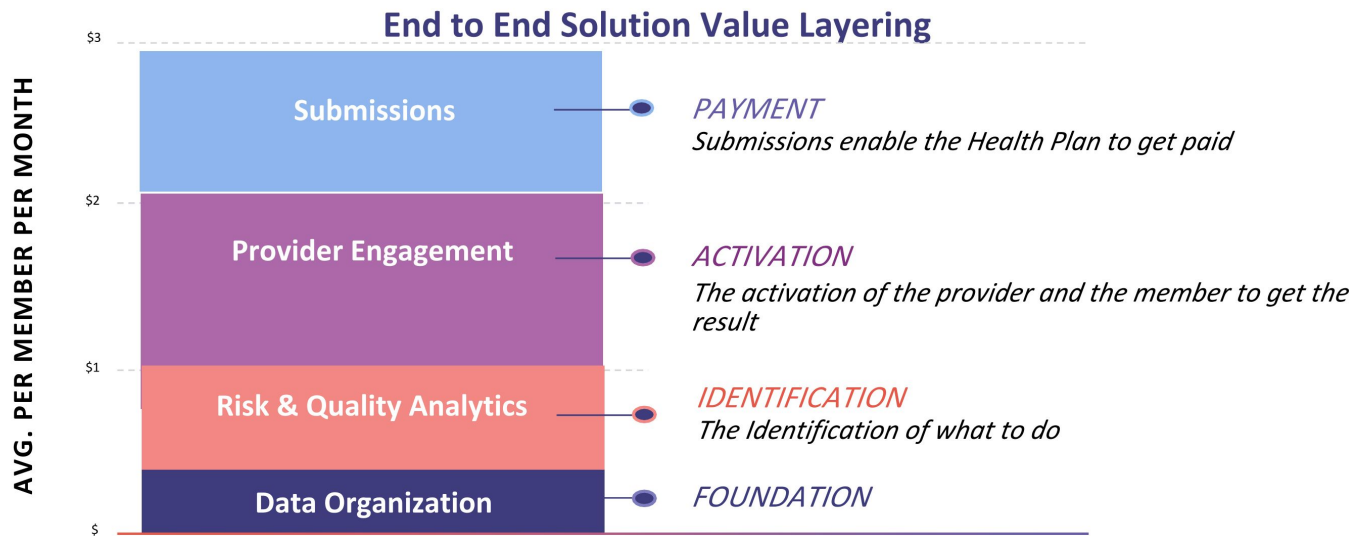 End to End Solution Value Layering
AVG. PER MEMBER PER MONTH
$3
Submissions
PAYMENT
Submissions enable the Health Plan to get paid
$2
Provider Engagement
ACTIVATION
The activation of the provider and the member to get the
result
$1
Risk & Quality Analytics
IDENTIFICATION
The Identification of what to do
Data Organization
FOUNDATION
$